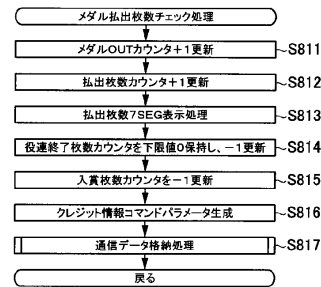 メダル払出枚数チェック処理
メダルOUTカウンタ+1更新 S811
払出枚数カウンタ+1更新 S812
払出枚数7SEG表示処理 S813
役連終了枚数カウンタを下限値0保持し、-1更新 S814
入賞枚数カウンタを-1更新 S815
クレジット情報コマンドパラメータ生成 S816
通信データ格納処理 S817
戻る